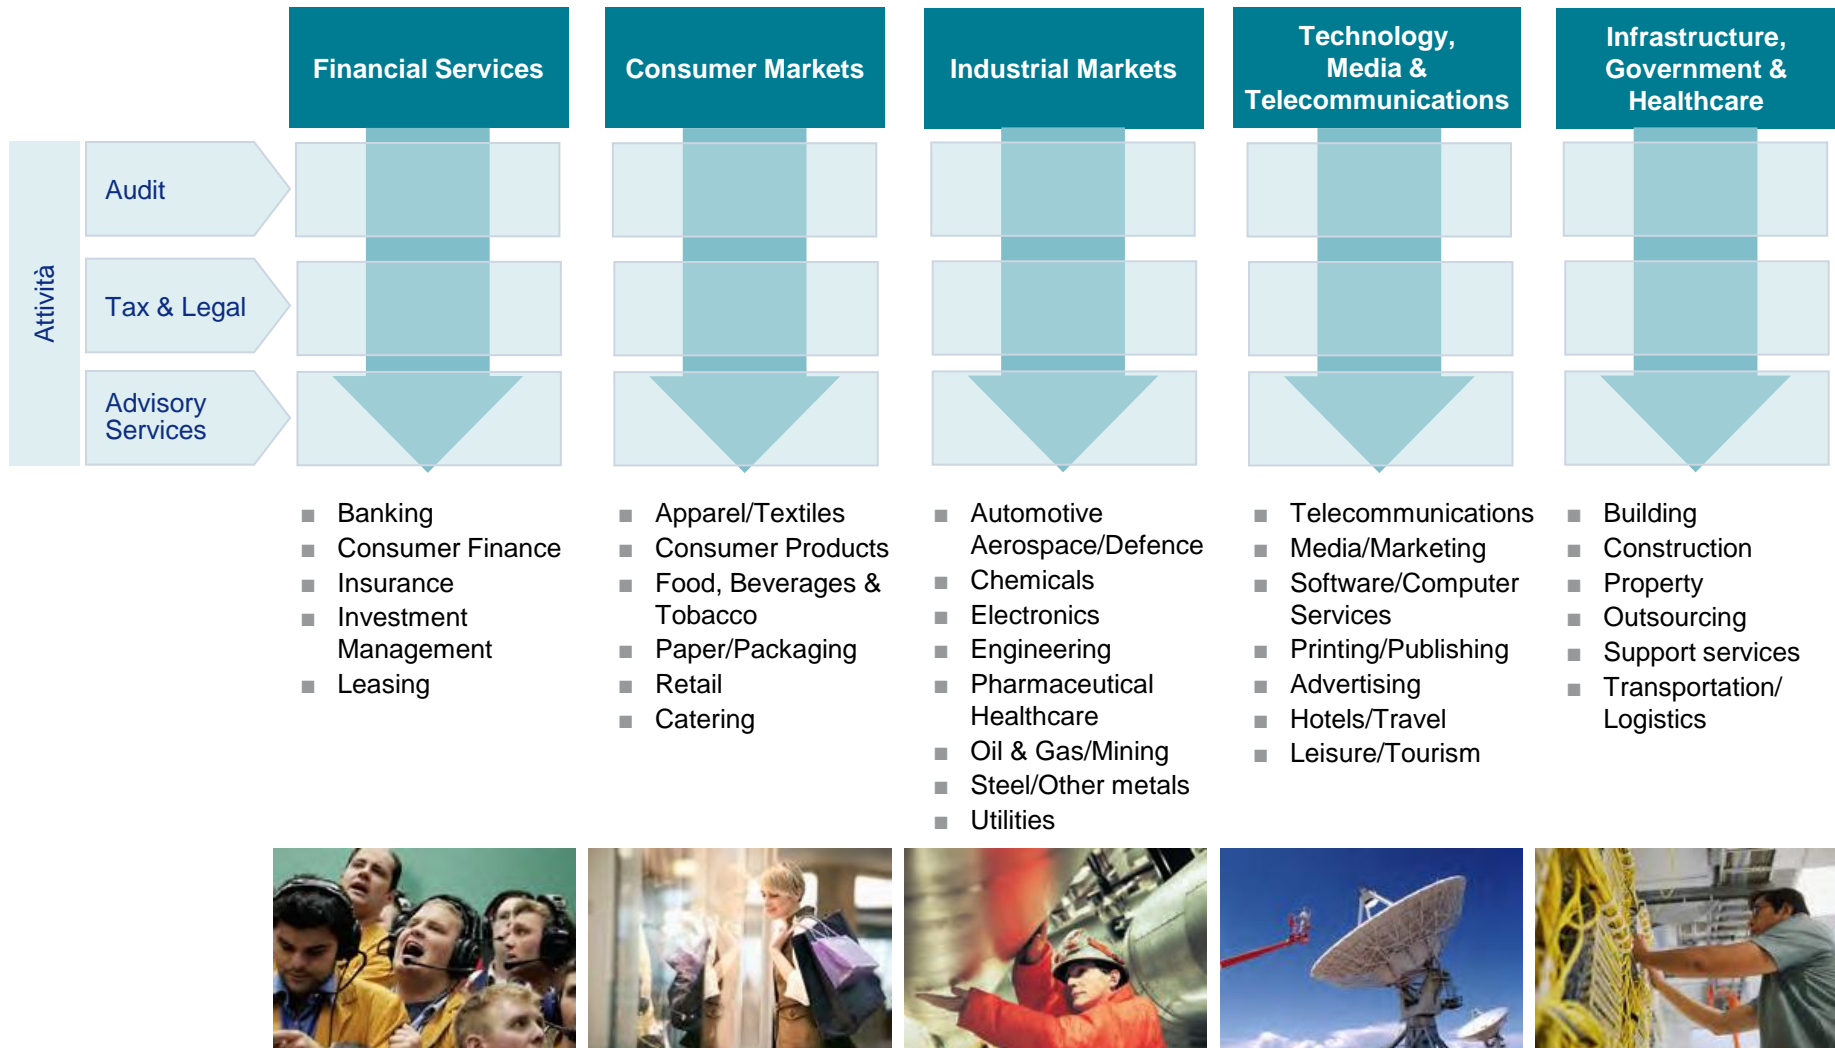 Financial Services
Consumer Markets
Industrial Markets
Technology,
Media &
Telecommunications
Infrastructure,
Government &
Healthcare
Attività
Audit
Tax & Legal
Advisory
Services
Banking
Consumer Finance
Insurance
Investment
Management
Leasing
Apparel/Textiles
Consumer Products
Food, Beverages &
Tobacco
Paper/Packaging
Retail
Catering
Automotive
Aerospace/Defence
Chemicals
Electronics
Engineering
Pharmaceutical
Healthcare
Oil & Gas/Mining
Steel/Other metals
Utilities
Telecommunications
Media/Marketing
Software/Computer
Services
Printing/Publishing
Advertising
Hotels/Travel
Leisure/Tourism
Building
Construction
Property
Outsourcing
Support services
Transportation/
Logistics